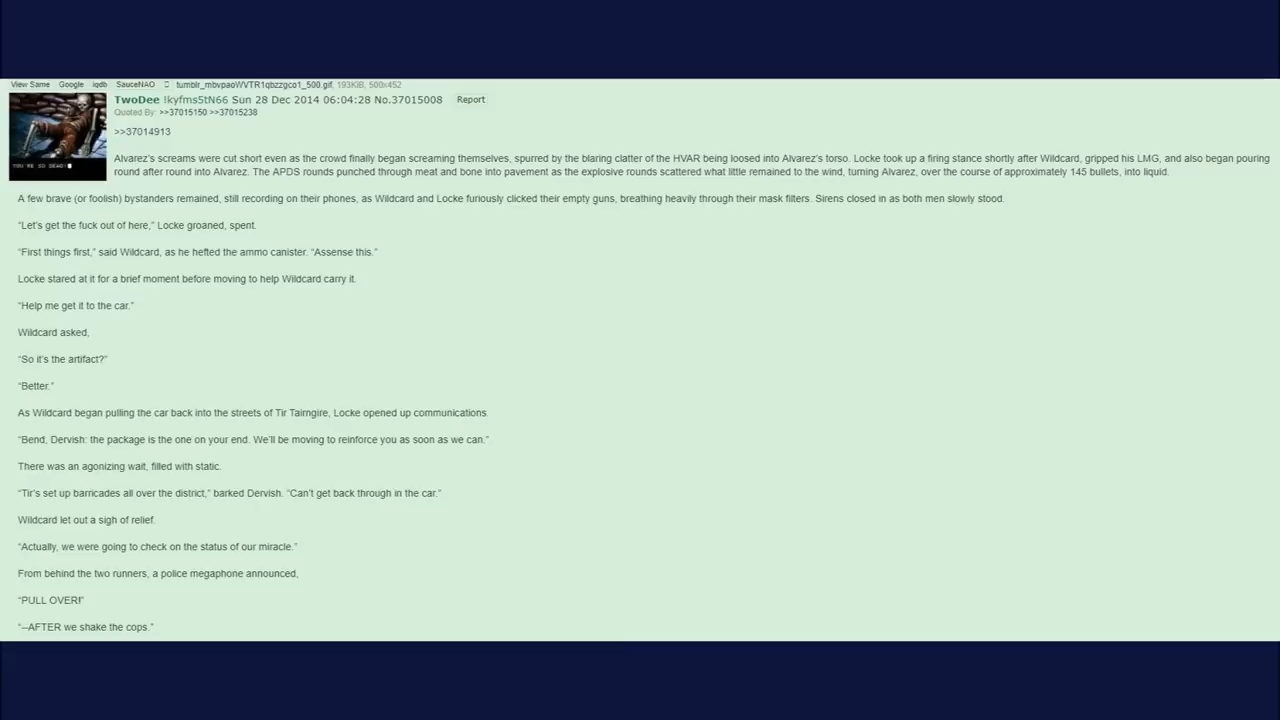 View Same Google iqdb SauceNAO tumblr_mbvpaoWVTR1qbzzgco1_500.gif, 193KiB, 500x452
TwoDee !kyfms5tN66 Sun 28 Dec 2014 06:04:28 No.37015008 Report
Quoted By: >>37015150 >>37015238
>>37014913
Alvarez's screams were cut short even as the crowd finally began screaming themselves, spurred by the blaring clatter of the HVAR being loosed into Alvarez's torso. Locke took up a firing stance shortly after Wildcard, gripped his LMG, and also began pouring
round after round into Alvarez. The APDS rounds punched through meat and bone into pavement as the explosive rounds scattered what little remained to the wind, turning Alvarez, over the course of approximately 145 bullets, into liquid.
A few brave (or foolish) bystanders remained, still recording on their phones, as Wildcard and Locke furiously clicked their empty guns, breathing heavily through their mask filters. Sirens closed in as both men slowly stood.
“Let's get the fuck out of here,” Locke groaned, spent.
“First things first,” said Wildcard, as he hefted the ammo canister. “Assense this.”
Locke stared at it for a brief moment before moving to help Wildcard carry it.
“Help me get it to the car.”
Wildcard asked,
“So it's the artifact?”
“Better.”
As Wildcard began pulling the car back into the streets of Tir Tairngire, Locke opened up communications.
“Bend, Dervish: the package is the one on your end. We'll be moving to reinforce you as soon as we can.”
There was an agonizing wait, filled with static.
“Tir's set up barricades all over the district,” barked Dervish. “Can't get back through in the car.”
Wildcard let out a sigh of relief.
“Actually, we were going to check on the status of our miracle.”
From behind the two runners, a police megaphone announced,
“PULL OVER!”
“--AFTER we shake the cops.”
YOU'RE SO DEAD!